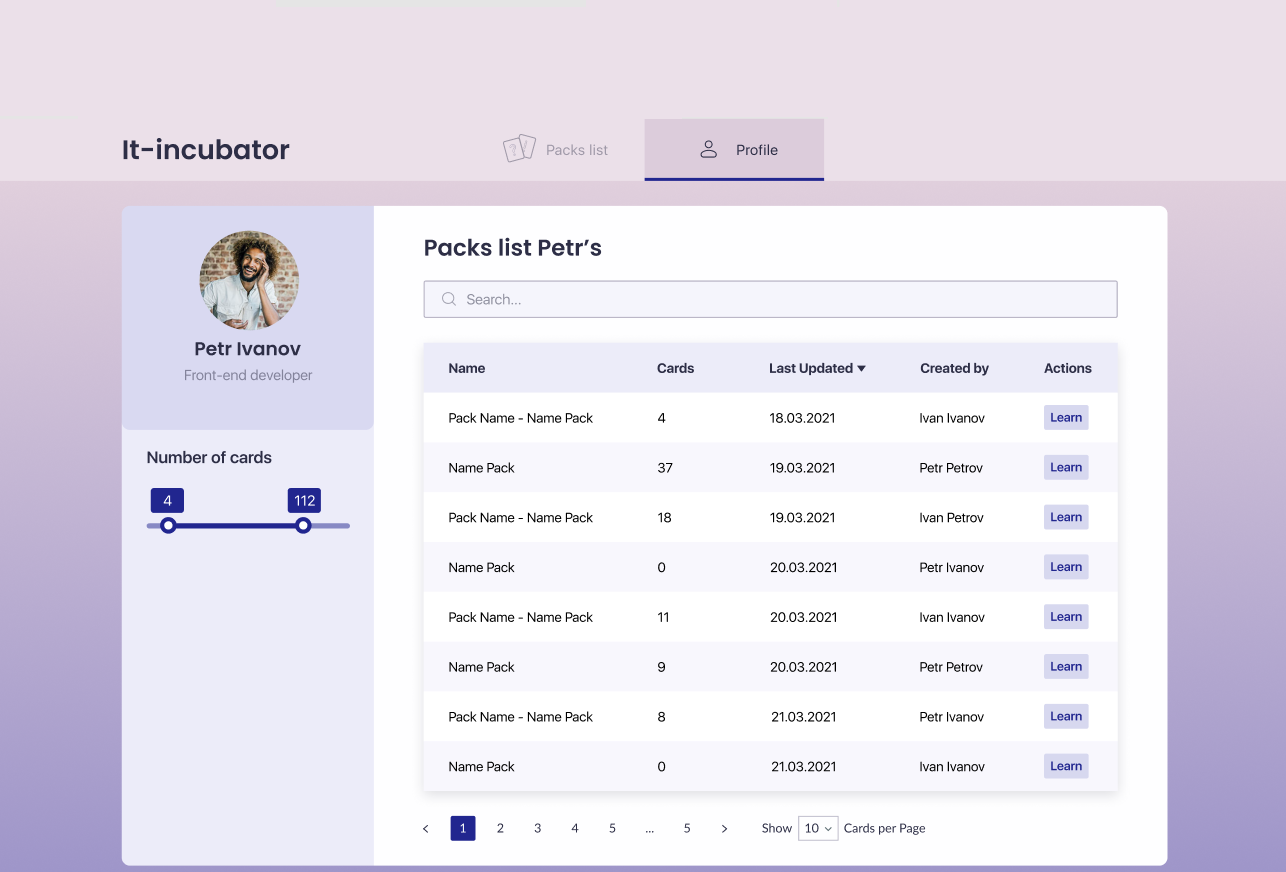 It-incubator
Packs list
Profile
Petr Ivanov
Front-end developer
Number of cards
4 112
Packs list Petr’s
Search...
Name Cards Last Updated Created by Actions
Pack Name - Name Pack 4 18.03.2021 Ivan Ivanov Learn
Name Pack 37 19.03.2021 Petr Petrov Learn
Pack Name - Name Pack 18 19.03.2021 Ivan Petrov Learn
Name Pack 0 20.03.2021 Petr Ivanov Learn
Pack Name - Name Pack 11 20.03.2021 Ivan Ivanov Learn
Name Pack 9 20.03.2021 Petr Petrov Learn
Pack Name - Name Pack 8 21.03.2021 Petr Ivanov Learn
Name Pack 0 21.03.2021 Ivan Ivanov Learn
1 2 3 4 5 ... 5 Show 10 Cards per Page